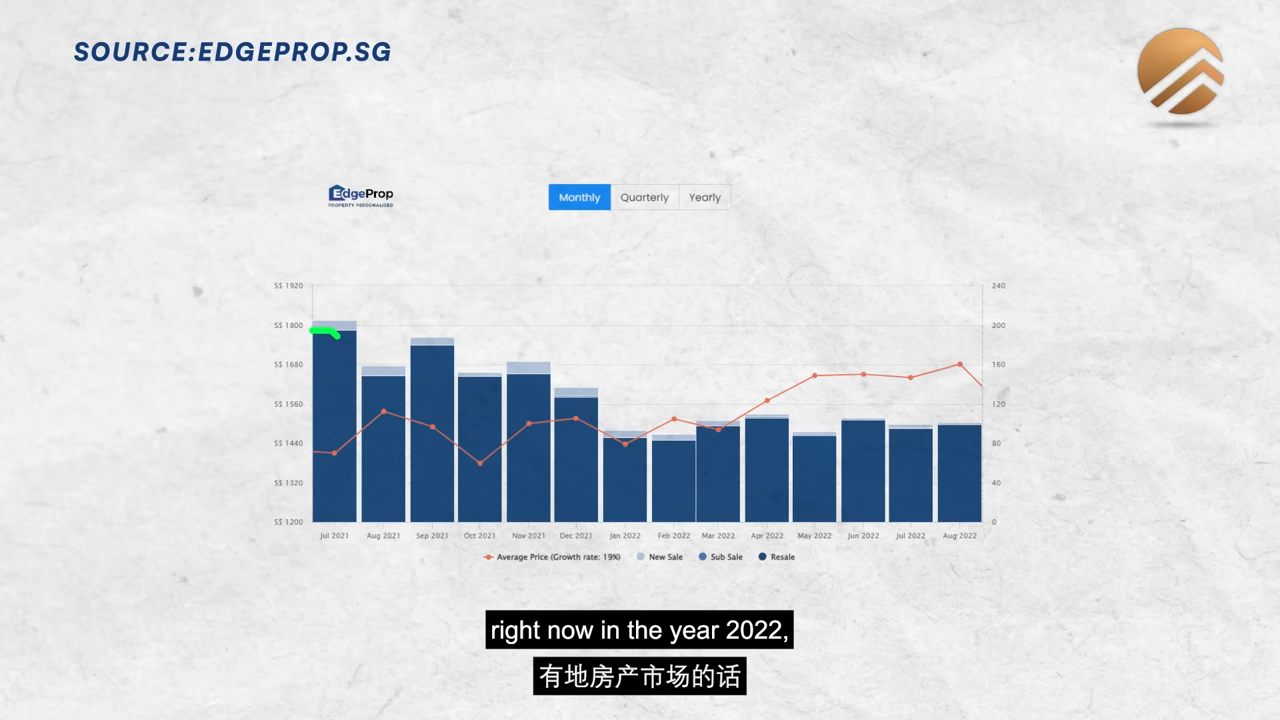 SOURCE:EDGEPROP.SG
EdgeProp
PROPERTY PERSONALISED
Monthly Quarterly Yearly
S$ 1920 240
S$ 1800 200
S$ 1680 160
S$ 1560 120
S$ 1440 80
S$ 1320 40
S$ 1200 0
Jul 2021 Aug 2021 Sep 2021 Oct 2021 Nov 2021 Dec 2021 Jan 2022 Feb 2022 Mar 2022 Apr 2022 May 2022 Jun 2022 Jul 2022 Aug 2022
Average Price (Growth rate: 19%) New Sale Sub Sale Resale
right now in the year 2022,
有地房产市场的话